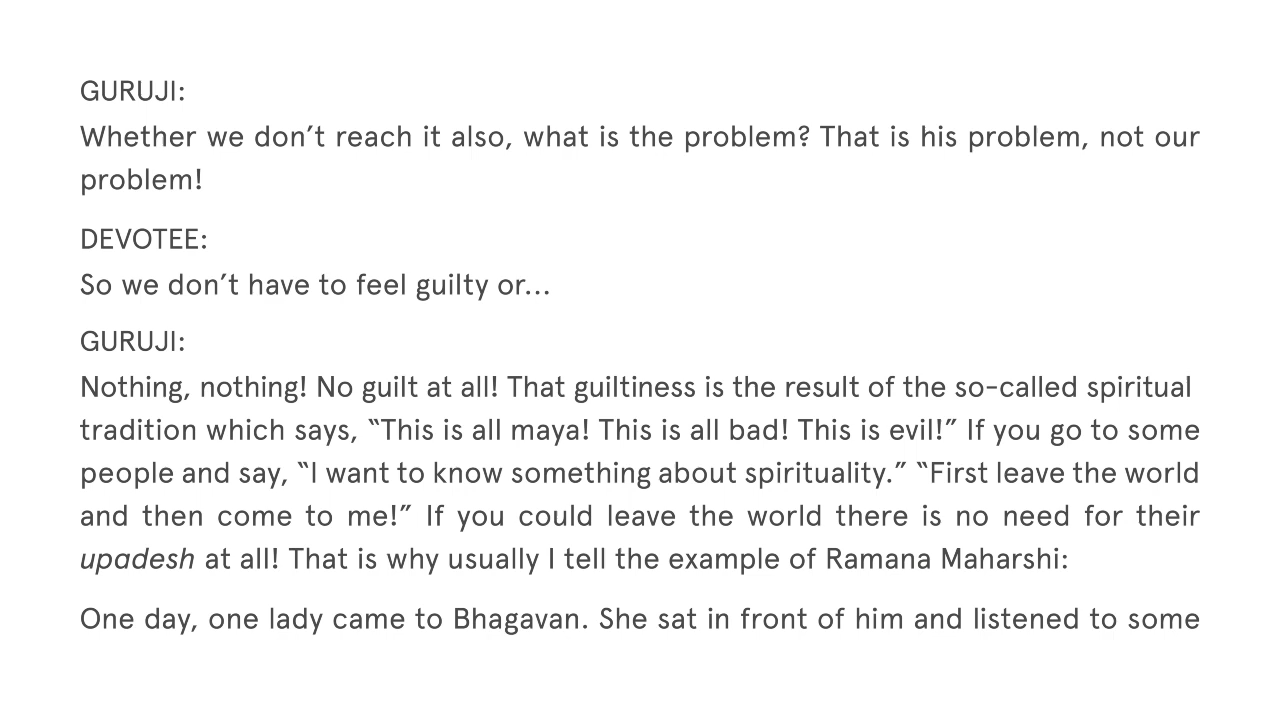 GURUJI:
Whether we don’t reach it also, what is the problem? That is his problem, not our
problem!
DEVOTEE:
So we don’t have to feel guilty or...
GURUJI:
Nothing, nothing! No guilt at all! That guiltiness is the result of the so-called spiritual
tradition which says, “This is all maya! This is all bad! This is evil!” If you go to some
people and say, “I want to know something about spirituality.” “First leave the world
and then come to me!” If you could leave the world there is no need for their
upadesh at all! That is why usually I tell the example of Ramana Maharshi:
One day, one lady came to Bhagavan. She sat in front of him and listened to some